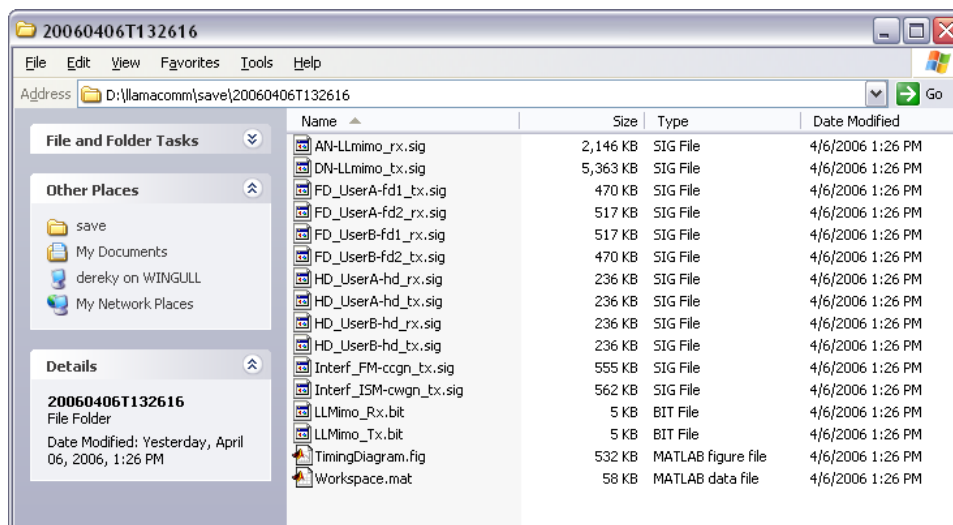 20060406T132616
File Edit View Favorites Tools Help
Address D:\llamacomm\save\20060406T132616 Go
File and Folder Tasks
Other Places
save
My Documents
dereky on WINGULL
My Network Places
Details
20060406T132616
File Folder
Date Modified: Yesterday, April
06, 2006, 1:26 PM
Name Size Type Date Modified
AN-LLmimo_rx.sig 2,146 KB SIG File 4/6/2006 1:26 PM
DN-LLmimo_tx.sig 5,363 KB SIG File 4/6/2006 1:26 PM
FD_UserA-fd1_tx.sig 470 KB SIG File 4/6/2006 1:26 PM
FD_UserA-fd2_rx.sig 517 KB SIG File 4/6/2006 1:26 PM
FD_UserB-fd1_rx.sig 517 KB SIG File 4/6/2006 1:26 PM
FD_UserB-fd2_tx.sig 470 KB SIG File 4/6/2006 1:26 PM
HD_UserA-hd_rx.sig 236 KB SIG File 4/6/2006 1:26 PM
HD_UserA-hd_tx.sig 236 KB SIG File 4/6/2006 1:26 PM
HD_UserB-hd_rx.sig 236 KB SIG File 4/6/2006 1:26 PM
HD_UserB-hd_tx.sig 236 KB SIG File 4/6/2006 1:26 PM
Interf_FM-ccgn_tx.sig 555 KB SIG File 4/6/2006 1:26 PM
Interf_ISM-cwgn_tx.sig 562 KB SIG File 4/6/2006 1:26 PM
LLMimo_Rx.bit 5 KB BIT File 4/6/2006 1:26 PM
LLMimo_Tx.bit 5 KB BIT File 4/6/2006 1:26 PM
TimingDiagram.fig 532 KB MATLAB figure file 4/6/2006 1:26 PM
Workspace.mat 58 KB MATLAB data file 4/6/2006 1:26 PM